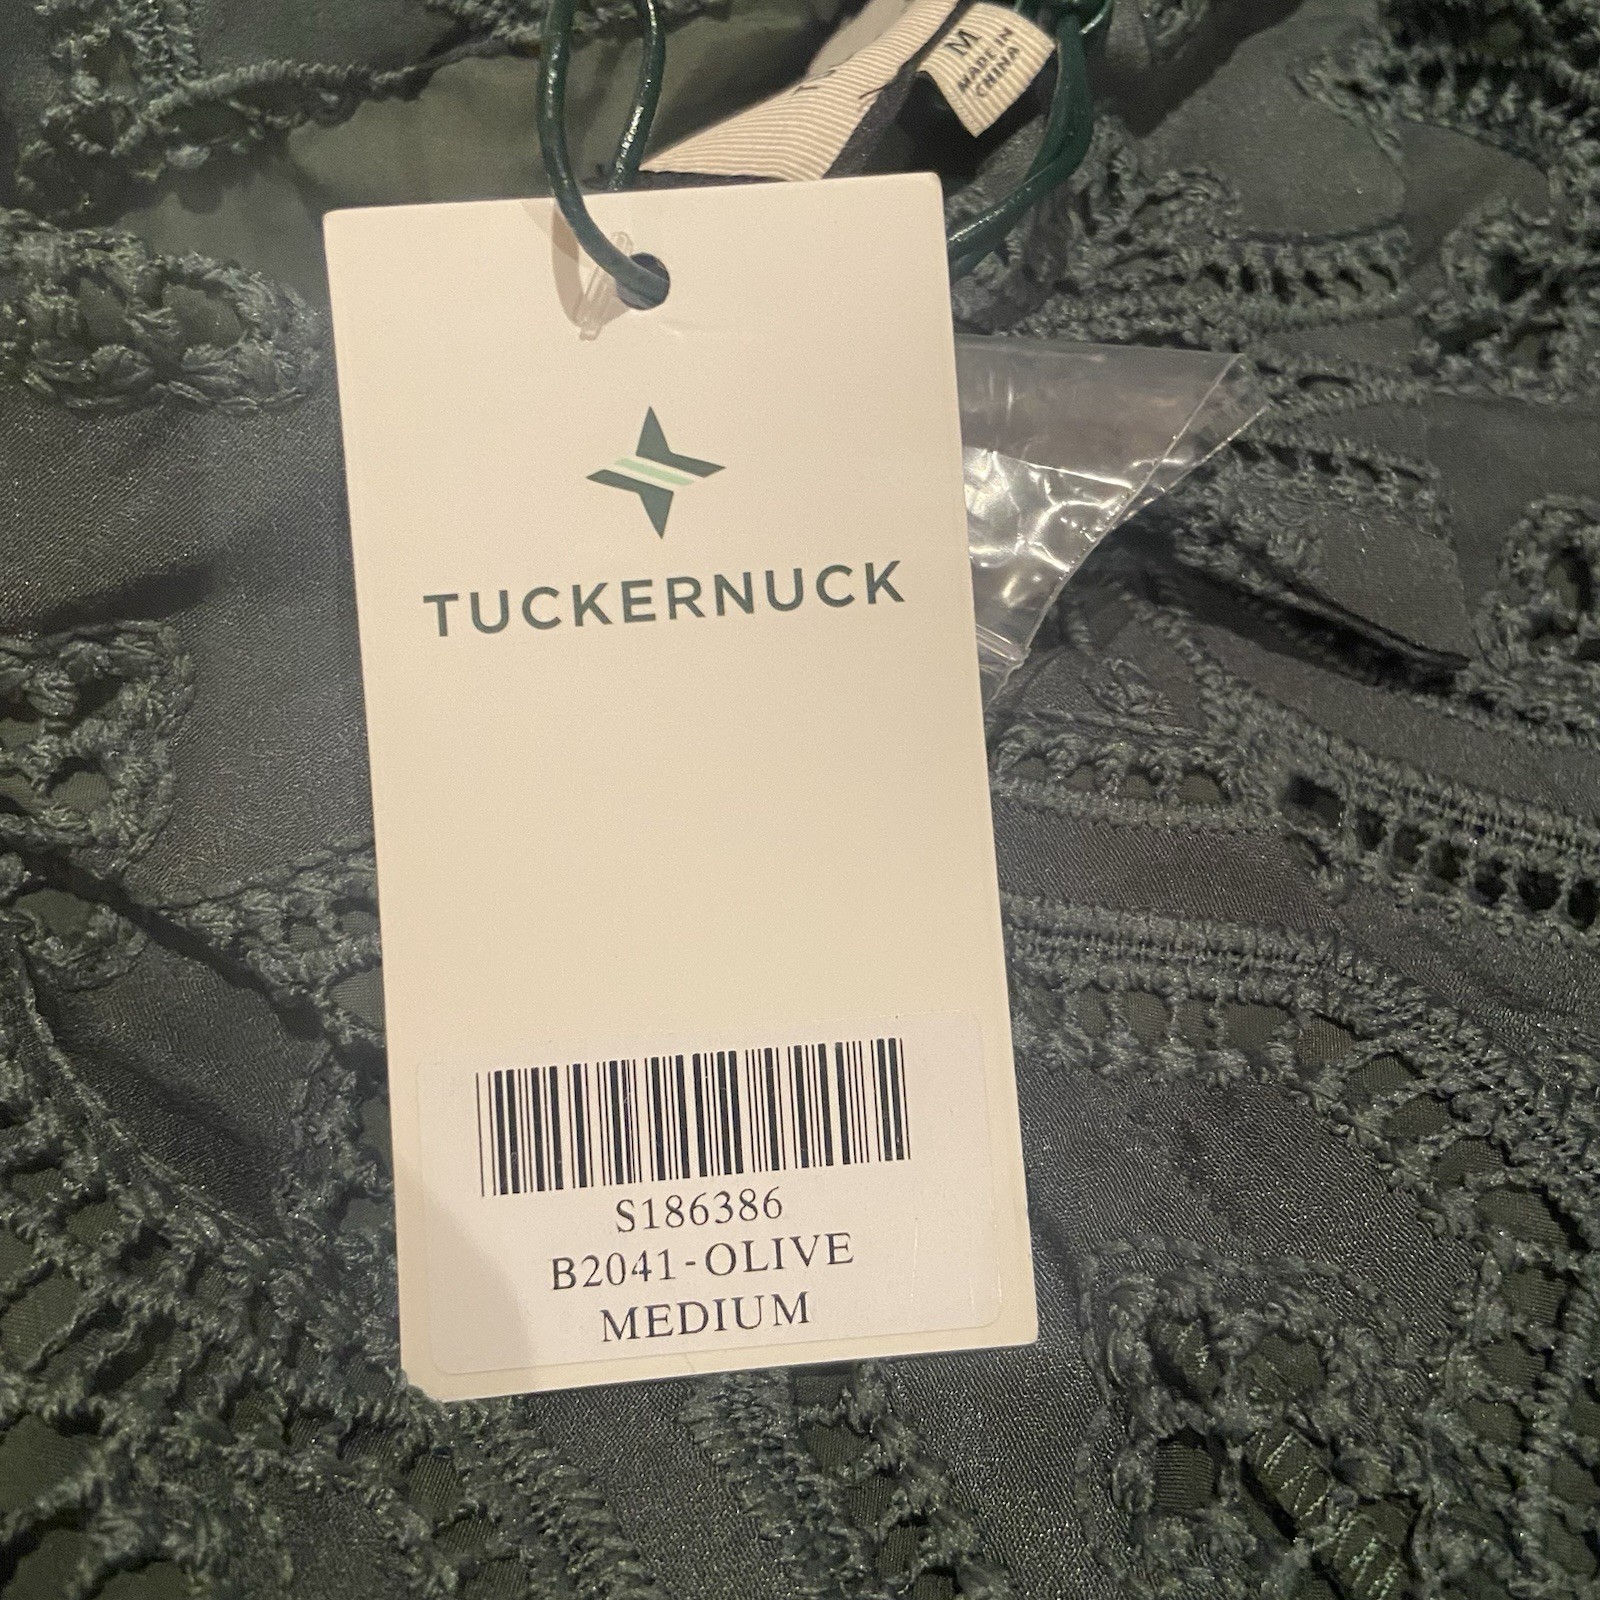 M
MADE IN
CHINA
TUCKERNUCK
S186386
B2041-OLIVE
MEDIUM